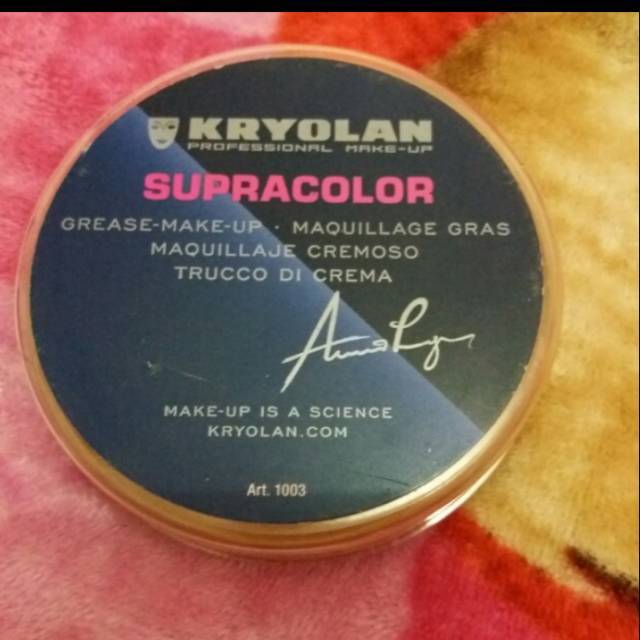 KRYOLAN
PROFESSIONAL MAKE-UP
SUPRACOLOR
GREASE-MAKE-UP · MAQUILLAGE GRAS
MAQUILLAJE CREMOSO
TRUCCO DI CREMA
MAKE-UP IS A SCIENCE
KRYOLAN.COM
Art. 1003